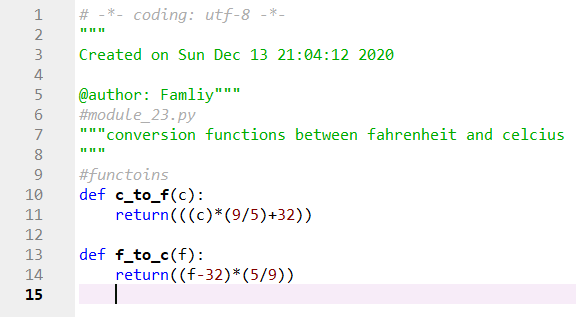 1 # -*- coding: utf-8 -*-
2 """
3 Created on Sun Dec 13 21:04:12 2020
4
5 @author: Famliy"""
6 #module_23.py
7 """conversion functions between fahrenheit and celcius
8 """
9 #functoins
10 def c_to_f(c):
11     return(((c)*(9/5)+32))
12
13 def f_to_c(f):
14     return((f-32)*(5/9))
15